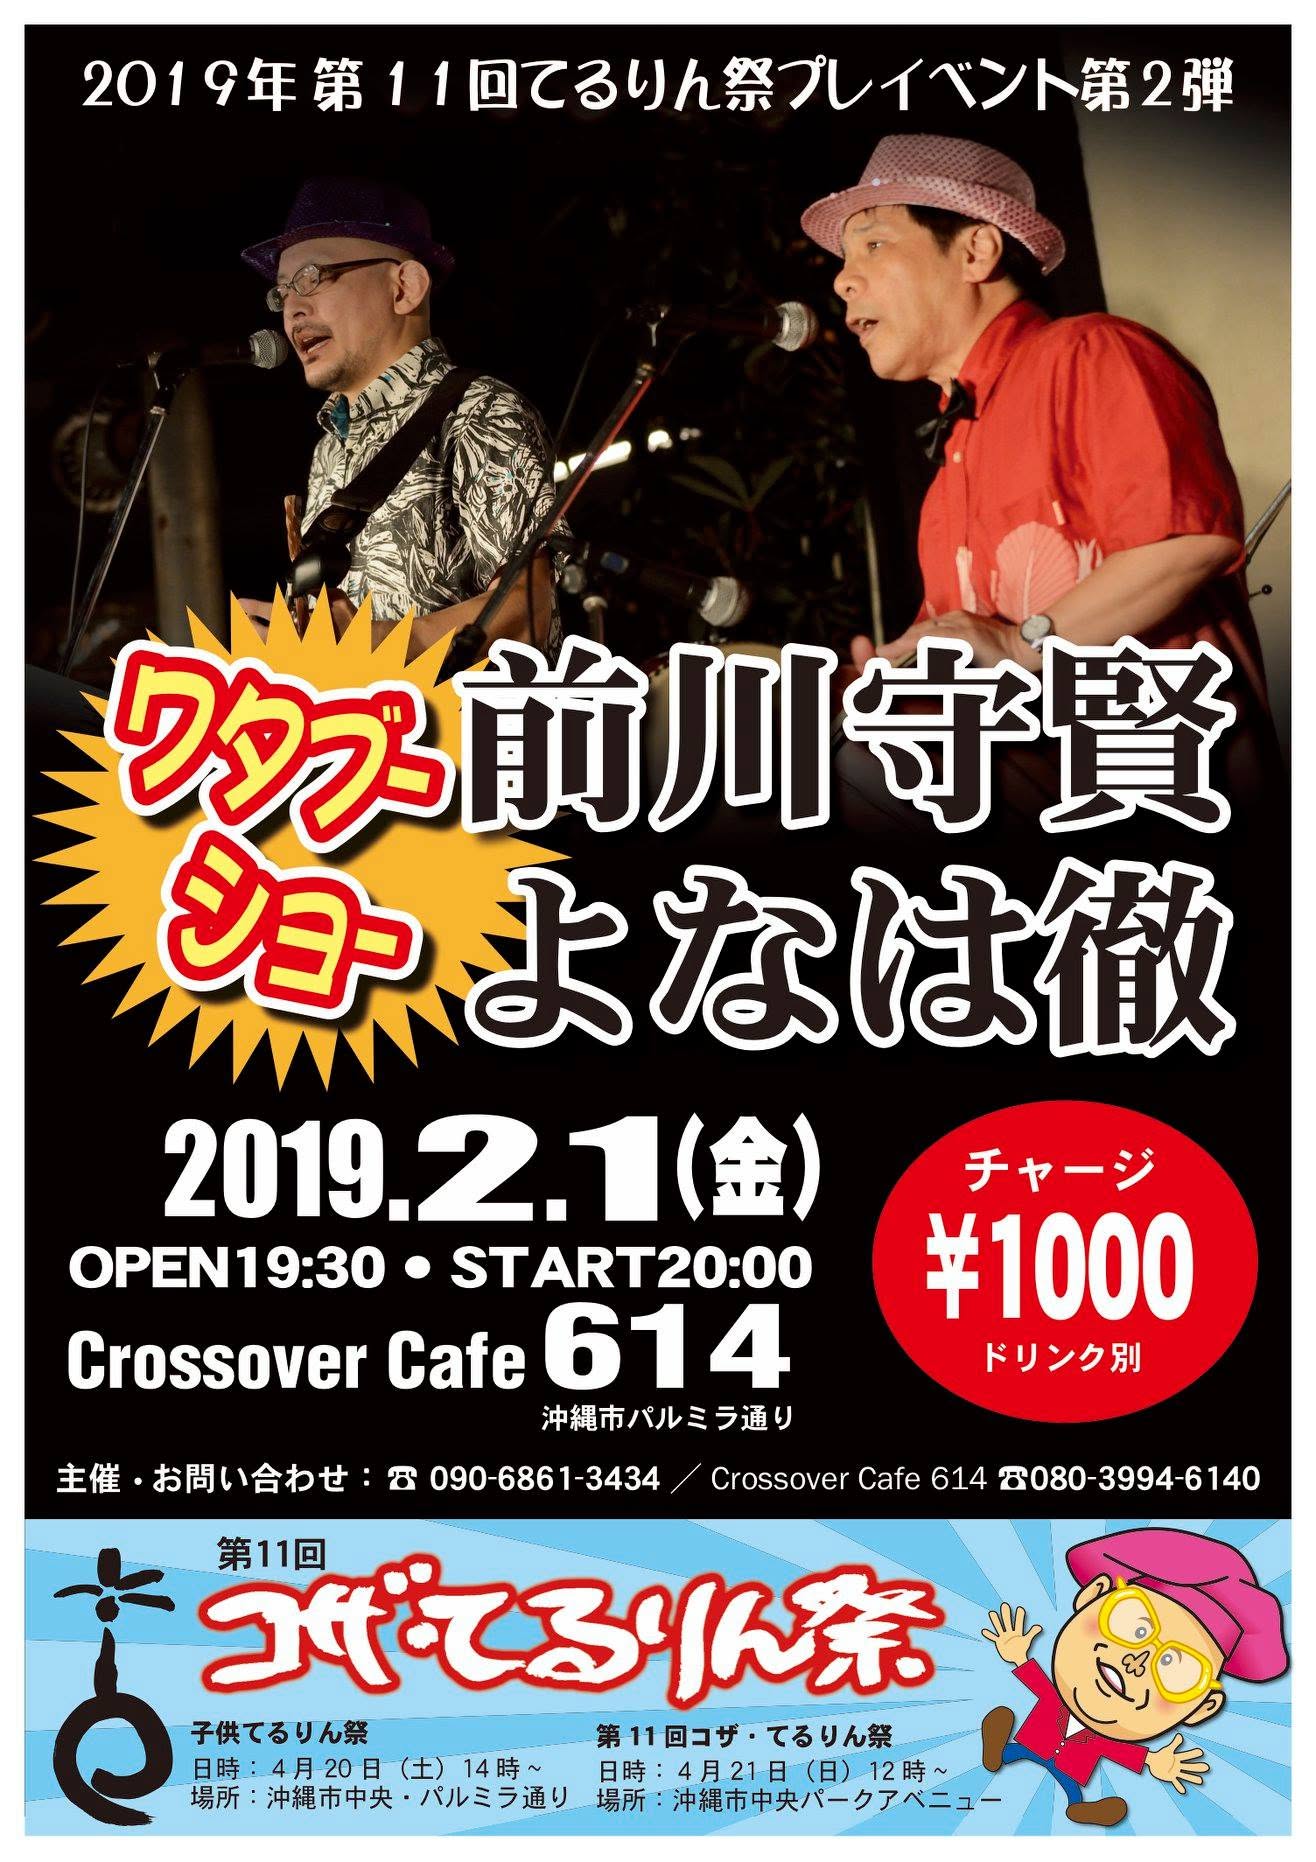 2019年 第11回てるりん祭プレイベント第2弾
ワタブー
ショー
前川守賢
よなは徹
2019.2.1(金)
OPEN19:30 • START20:00
Crossover Cafe 614
沖縄市パルミラ通り
チャージ
¥1000
ドリンク別
主催・お問い合わせ：☎ 090-6861-3434 ／ Crossover Cafe 614 ☎080-3994-6140
第11回
コザ・てるりん祭
子供てるりん祭
日時：4月20日（土）14時~
場所：沖縄市中央・パルミラ通り
第11回コザ・てるりん祭
日時：4月21日（日）12時~
場所：沖縄市中央パークアベニュー